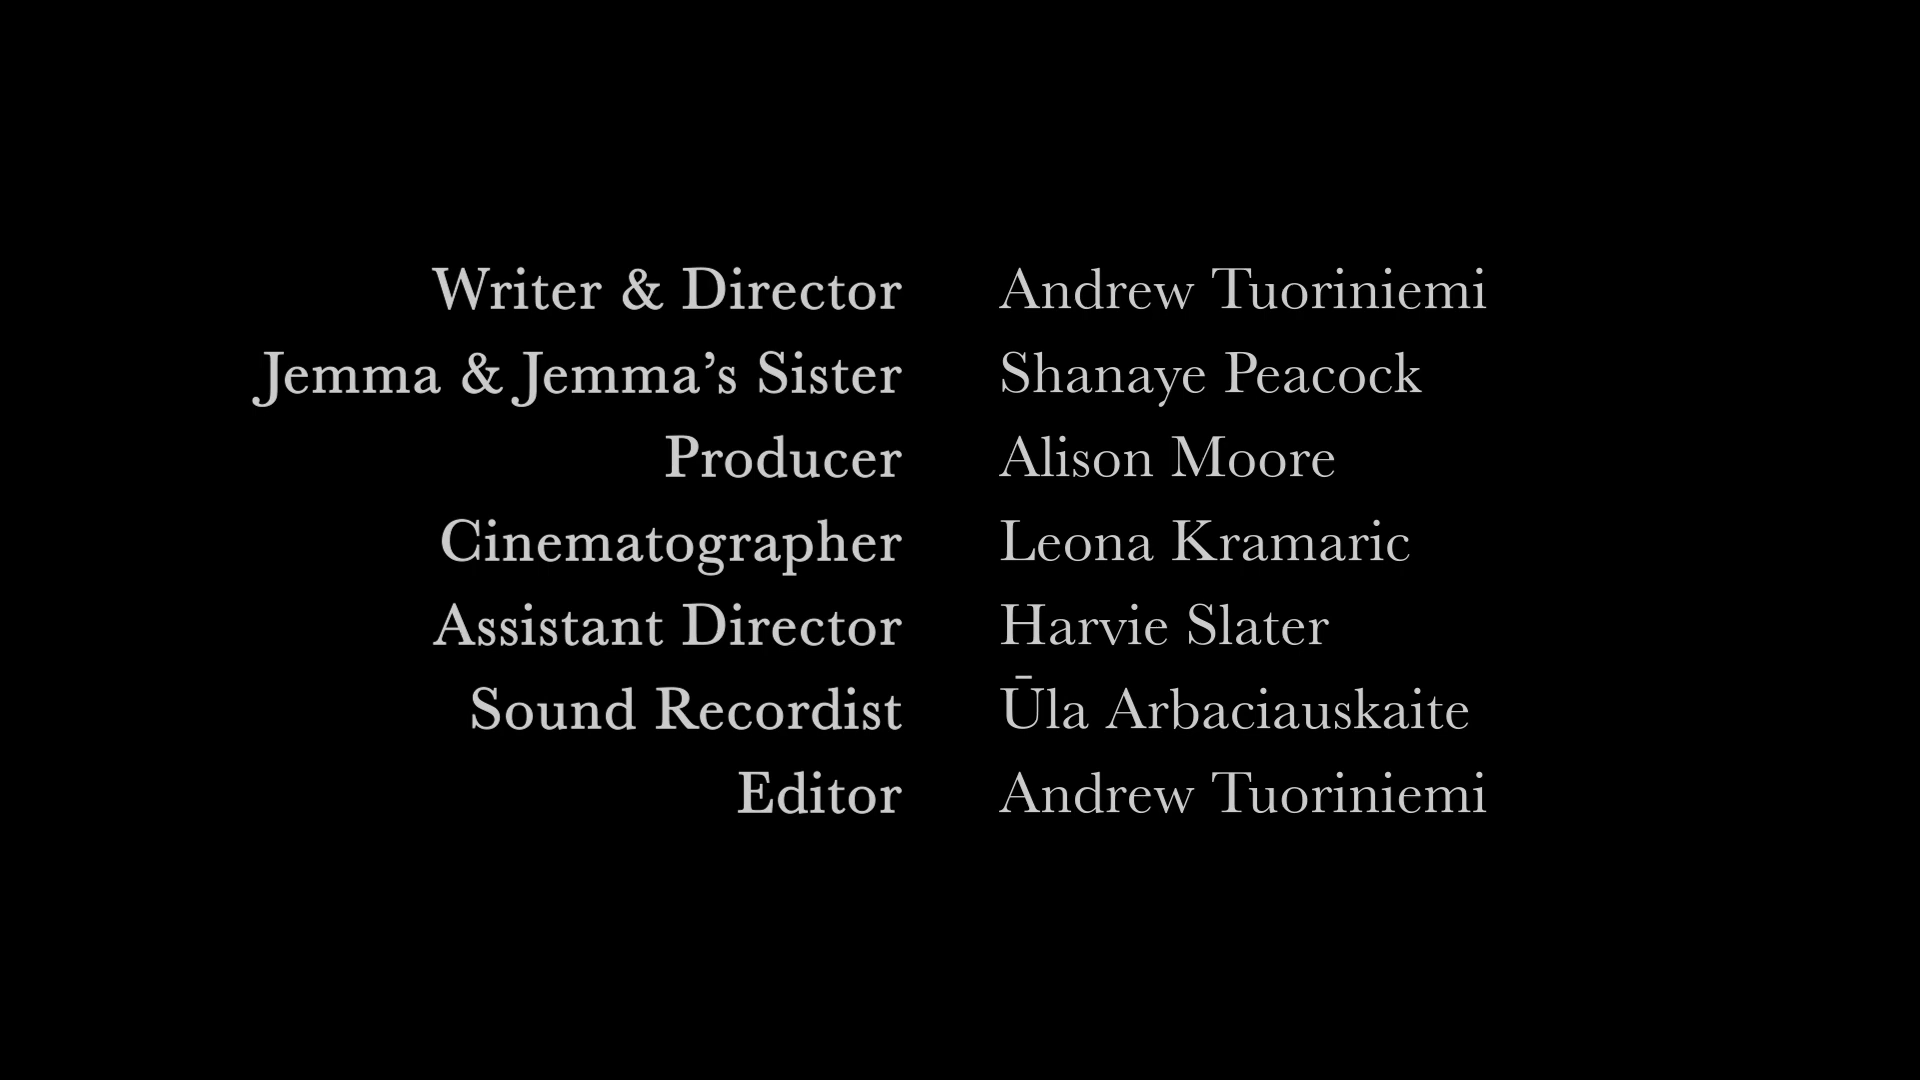 Writer & Director Andrew Tuoriniemi
Jemma & Jemma’s Sister Shanaye Peacock
Producer Alison Moore
Cinematographer Leona Kramaric
Assistant Director Harvie Slater
Sound Recordist Ūla Arbaciauskaite
Editor Andrew Tuoriniemi